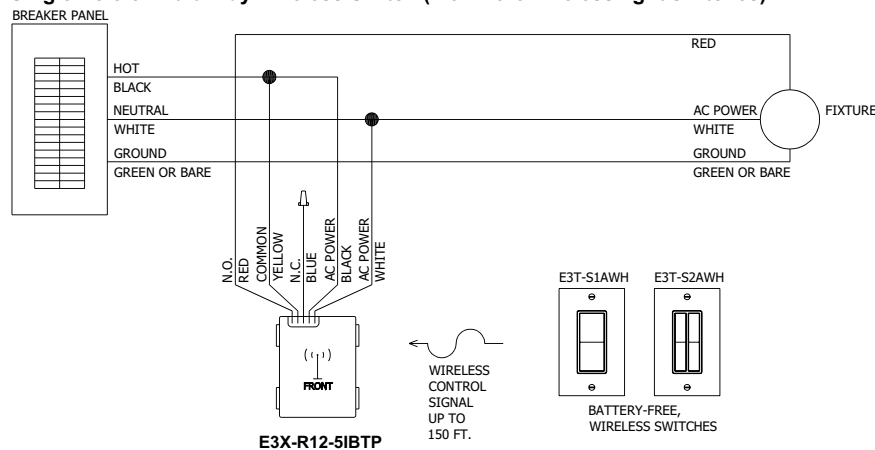 BREAKER PANEL
RED
HOT
BLACK
NEUTRAL
WHITE
AC POWER
WHITE
FIXTURE
GROUND
GREEN OR BARE
GROUND
GREEN OR BARE
N.O.
RED
COMMON
YELLOW
N.C.
BLUE
AC POWER
BLACK
AC POWER
WHITE
E3T-S1AWH
E3T-S2AWH
FRONT
WIRELESS
CONTROL
SIGNAL
UP TO
150 FT.
BATTERY-FREE,
WIRELESS SWITCHES
E3X-R12-5IBTP